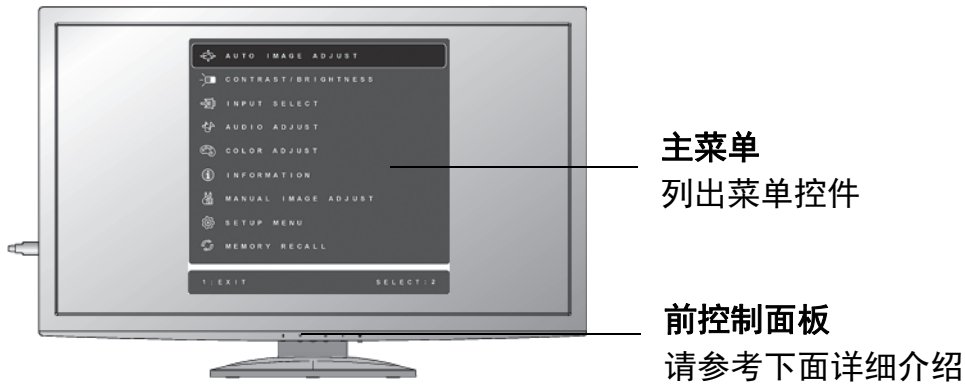 AUTO IMAGE ADJUST
CONTRAST/BRIGHTNESS
INPUT SELECT
AUDIO ADJUST
COLOR ADJUST
INFORMATION
MANUAL IMAGE ADJUST
SETUP MENU
MEMORY RECALL
1:EXIT SELECT:2
主菜单
列出菜单控件
前控制面板
请参考下面详细介绍